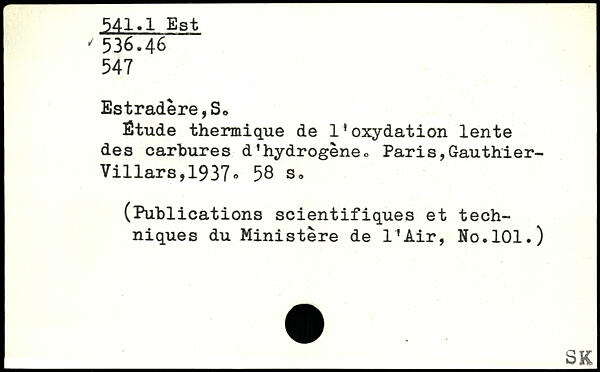 541.1 Est
✓ 536.46
547
Estradère,S.
Étude thermique de l'oxydation lente
des carbures d'hydrogène. Paris,Gauthier-
Villars,1937. 58 s.
(Publications scientifiques et tech-
niques du Ministère de l'Air, No.101.)
SK